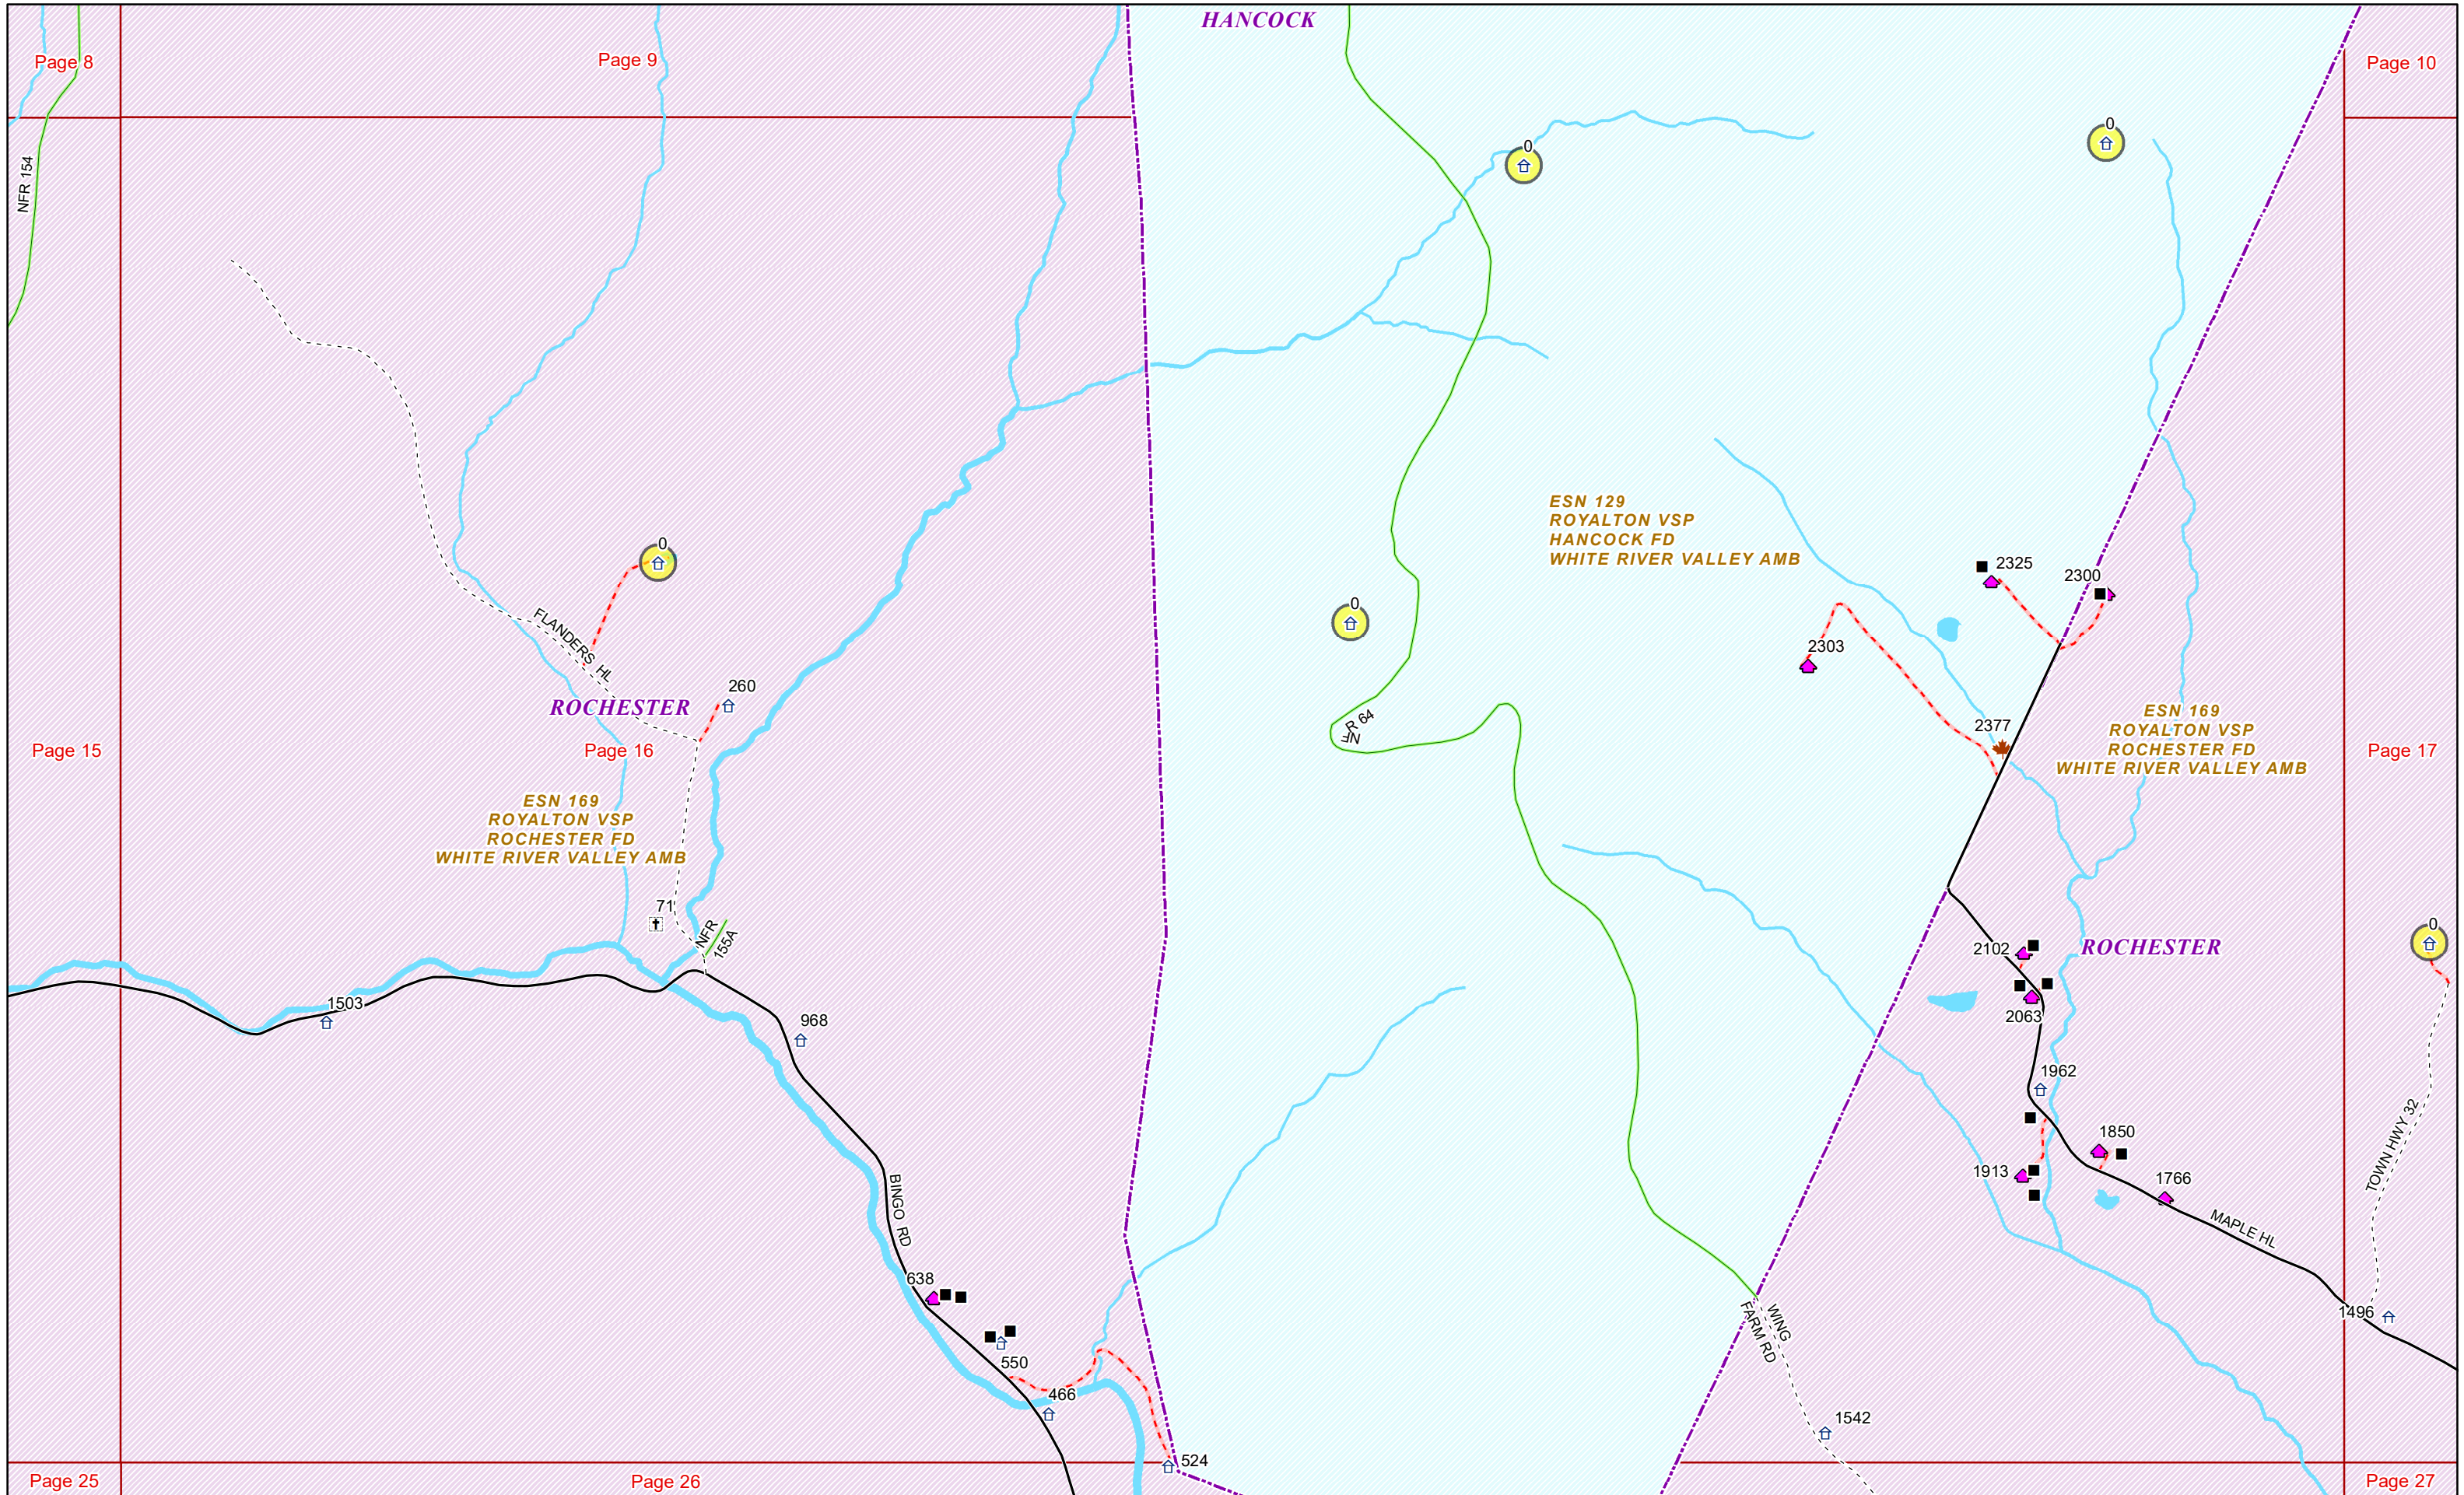 HANCOCK
Page 8
Page 9
Page 10
0
0
NFR 154
ESN 129
ROYALTON VSP
HANCOCK FD
WHITE RIVER VALLEY AMB
0
2325
2300
0
FLANDERS HL
2303
260
ROCHESTER
NF
R 64
2377
ESN 169
ROYALTON VSP
ROCHESTER FD
WHITE RIVER VALLEY AMB
Page 15
Page 16
Page 17
ESN 169
ROYALTON VSP
ROCHESTER FD
WHITE RIVER VALLEY AMB
71
NFR
155A
0
2102
ROCHESTER
1503
968
2063
1962
TOWN HWY 32
1850
1913
1766
BINGO RD
MAPLE HL
638
WING
FARM RD
1496
550
466
1542
524
Page 25
Page 26
Page 27